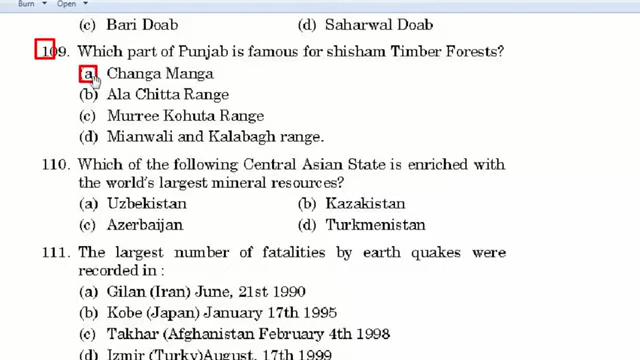 Burn Open
(c) Bari Doab (d) Saharwal Doab
109. Which part of Punjab is famous for shisham Timber Forests?
(a) Changa Manga
(b) Ala Chitta Range
(c) Murree Kohuta Range
(d) Mianwali and Kalabagh range.
110. Which of the following Central Asian State is enriched with
the world's largest mineral resources?
(a) Uzbekistan (b) Kazakistan
(c) Azerbaijan (d) Turkmenistan
111. The largest number of fatalities by earth quakes were
recorded in :
(a) Gilan (Iran) June, 21st 1990
(b) Kobe (Japan) January 17th 1995
(c) Takhar (Afghanistan February 4th 1998
(d) Izmir (Turky)August, 17th 1999